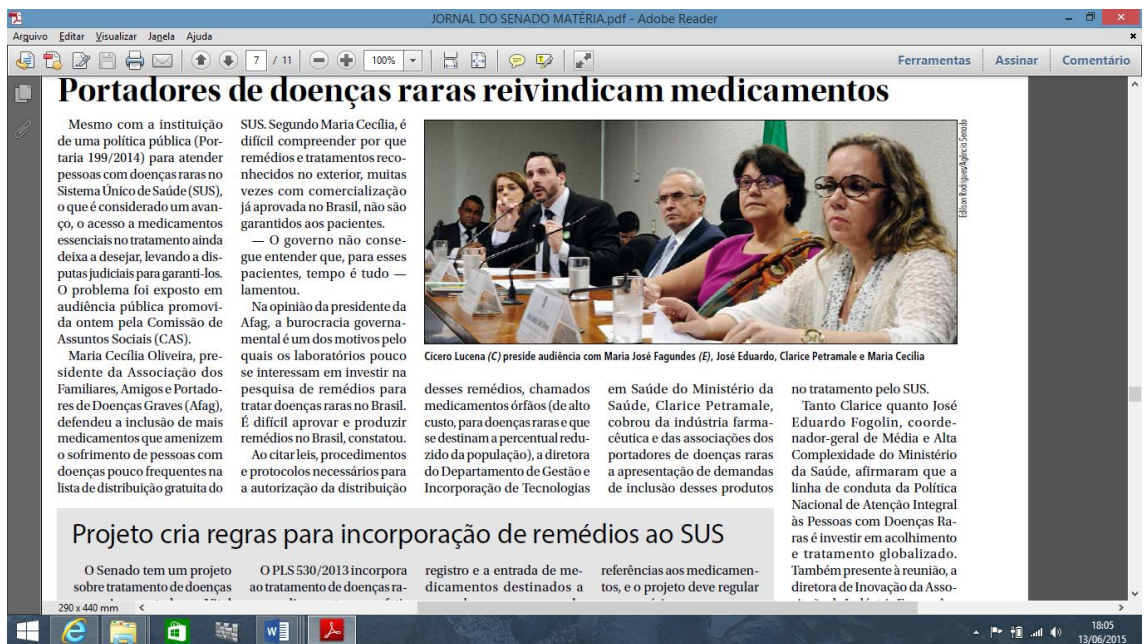 JORNAL DO SENADO MATÉRIA.pdf - Adobe Reader
Arquivo Editar Visualizar Janela Ajuda
7 / 11 100% Ferramentas Assinar Comentário
Portadores de doenças raras reivindicam medicamentos
Mesmo com a instituição
de uma política pública (Por-
taria 199/2014) para atender
pessoas com doenças raras no
Sistema Único de Saúde (SUS),
o que é considerado um avan-
ço, o acesso a medicamentos
essenciais no tratamento ainda
deixa a desejar, levando a dis-
putas judiciais para garanti-los.
O problema foi exposto em
audiência pública promovi-
da ontem pela Comissão de
Assuntos Sociais (CAS).
Maria Cecília Oliveira, pre-
sidente da Associação dos
Familiares, Amigos e Portado-
res de Doenças Graves (Afag),
defendeu a inclusão de mais
medicamentos que amenizem
o sofrimento de pessoas com
doenças pouco frequentes na
lista de distribuição gratuita do
SUS. Segundo Maria Cecília, é
difícil compreender por que
remédios e tratamentos reco-
nhecidos no exterior, muitas
vezes com comercialização
já aprovada no Brasil, não são
garantidos aos pacientes.
— O governo não conse-
gue entender que, para esses
pacientes, tempo é tudo —
lamentou.
Na opinião da presidente da
Afag, a burocracia governa-
mental é um dos motivos pelo
quais os laboratórios pouco
se interessam em investir na
pesquisa de remédios para
tratar doenças raras no Brasil.
É difícil aprovar e produzir
remédios no Brasil, constatou.
Ao citar leis, procedimentos
e protocolos necessários para
a autorização da distribuição
Edilson Rodrigues/Agência Senado
Cícero Lucena (C) preside audiência com Maria José Fagundes (E), José Eduardo, Clarice Petramale e Maria Cecília
desses remédios, chamados
medicamentos órfãos (de alto
custo, para doenças raras e que
se destinam a percentual redu-
zido da população), a diretora
do Departamento de Gestão e
Incorporação de Tecnologias
em Saúde do Ministério da
Saúde, Clarice Petramale,
cobrou da indústria farma-
cêutica e das associações dos
portadores de doenças raras
a apresentação de demandas
de inclusão desses produtos
no tratamento pelo SUS.
Tanto Clarice quanto José
Eduardo Fogolin, coorde-
nador-geral de Média e Alta
Complexidade do Ministério
da Saúde, afirmaram que a
linha de conduta da Política
Nacional de Atenção Integral
às Pessoas com Doenças Ra-
ras é investir em acolhimento
e tratamento globalizado.
Também presente à reunião, a
diretora de Inovação da Asso-
Projeto cria regras para incorporação de remédios ao SUS
O Senado tem um projeto
sobre tratamento de doenças
O PLS 530/2013 incorpora
ao tratamento de doenças ra-
registro e a entrada de me-
dicamentos destinados a
referências aos medicamen-
tos, e o projeto deve regular
290 x 440 mm
18:05
13/06/2015